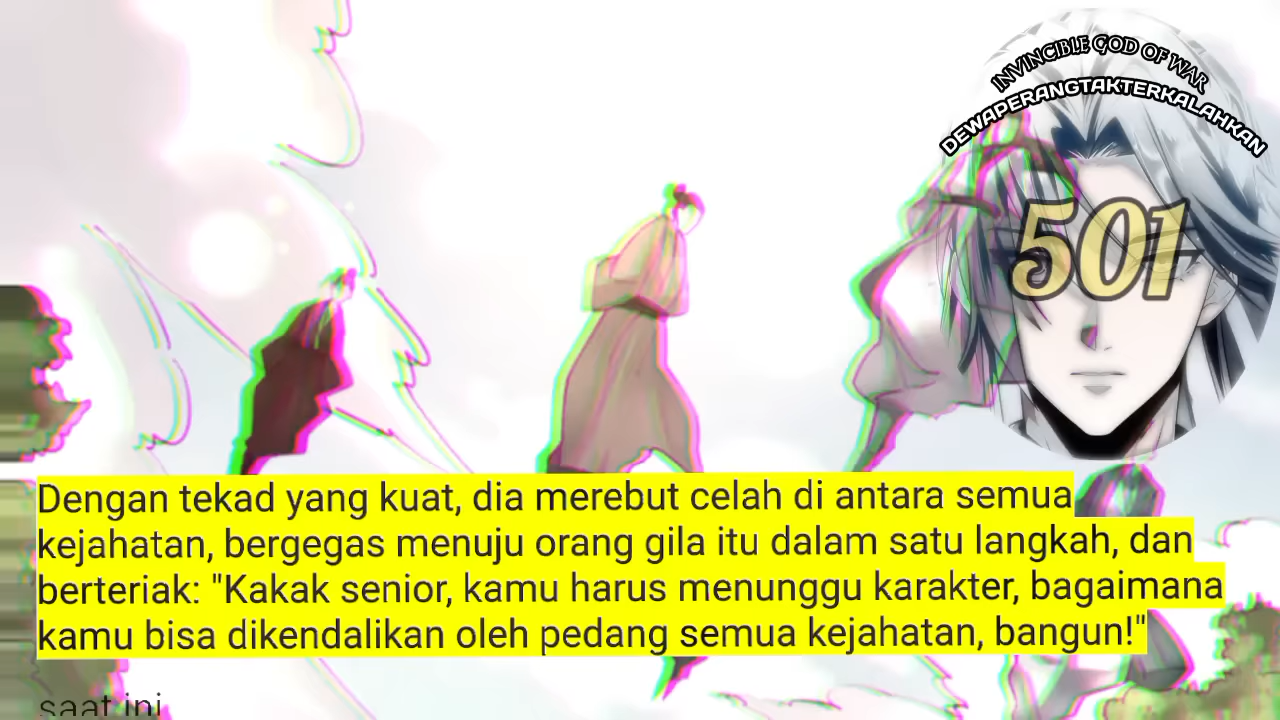 INVINCIBLE GOD OF WAR
DEWAPERANGTAKTERKALAHKAN
501
Dengan tekad yang kuat, dia merebut celah di antara semua
kejahatan, bergegas menuju orang gila itu dalam satu langkah, dan
berteriak: "Kakak senior, kamu harus menunggu karakter, bagaimana
kamu bisa dikendalikan oleh pedang semua kejahatan, bangun!"
saat ini